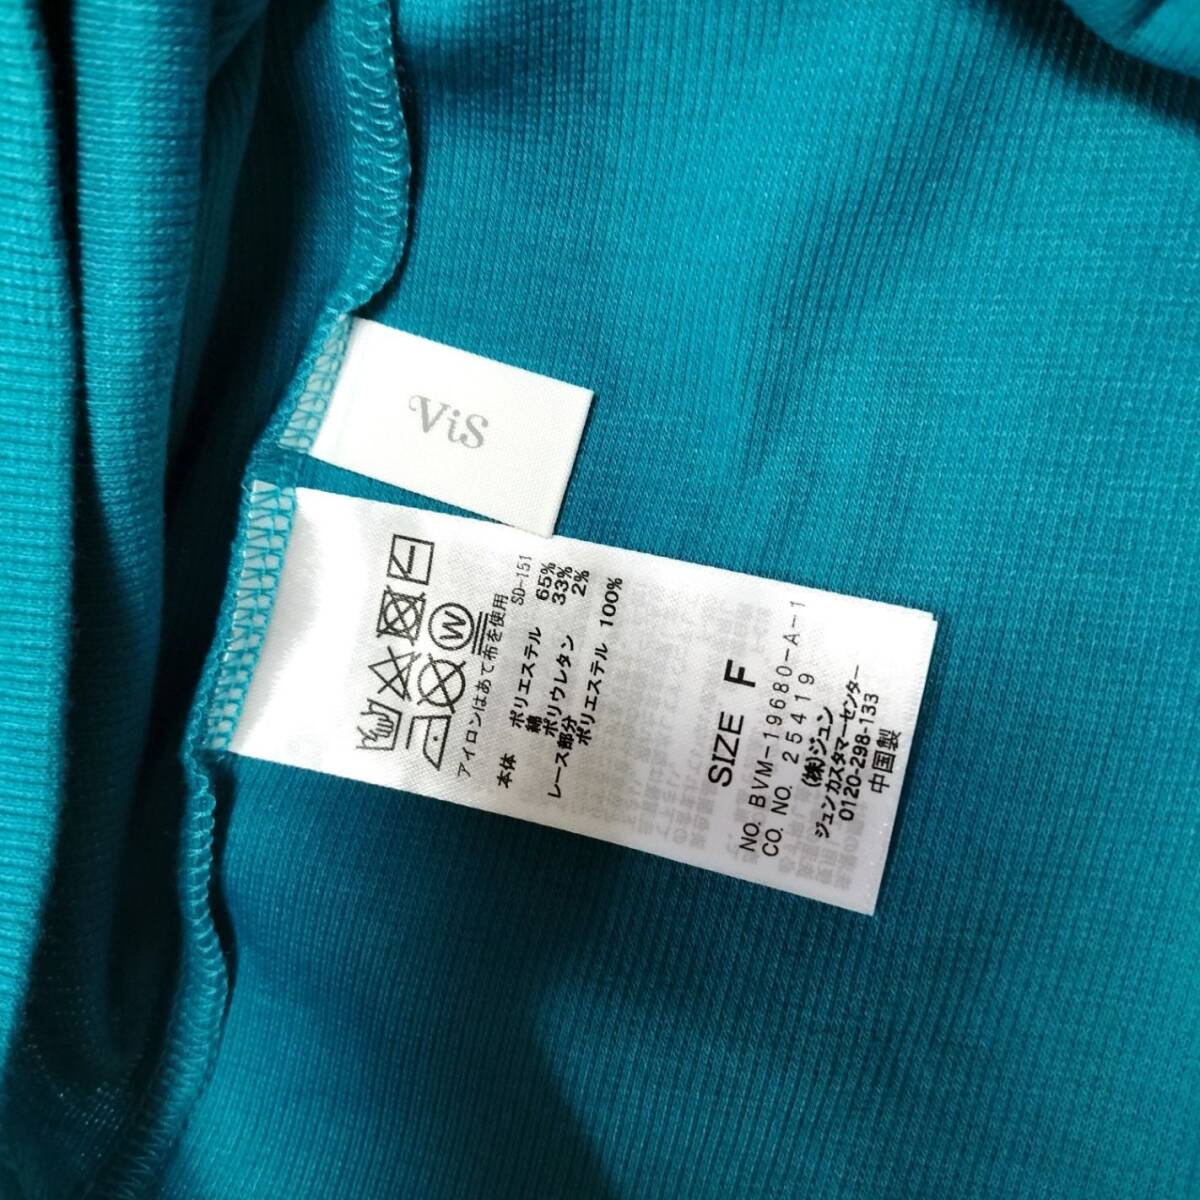 ViS
アイロンはあて布を使用
SD-151
本体 ポリエステル 65%
綿 33%
ポリウレタン 2%
レース部分
ポリエステル 100%
SIZE F
NO. BVM-19680-A-1
CO. NO. 25419
(株)ジュン
ジュンカスタマーセンター
0120-298-133
中国製